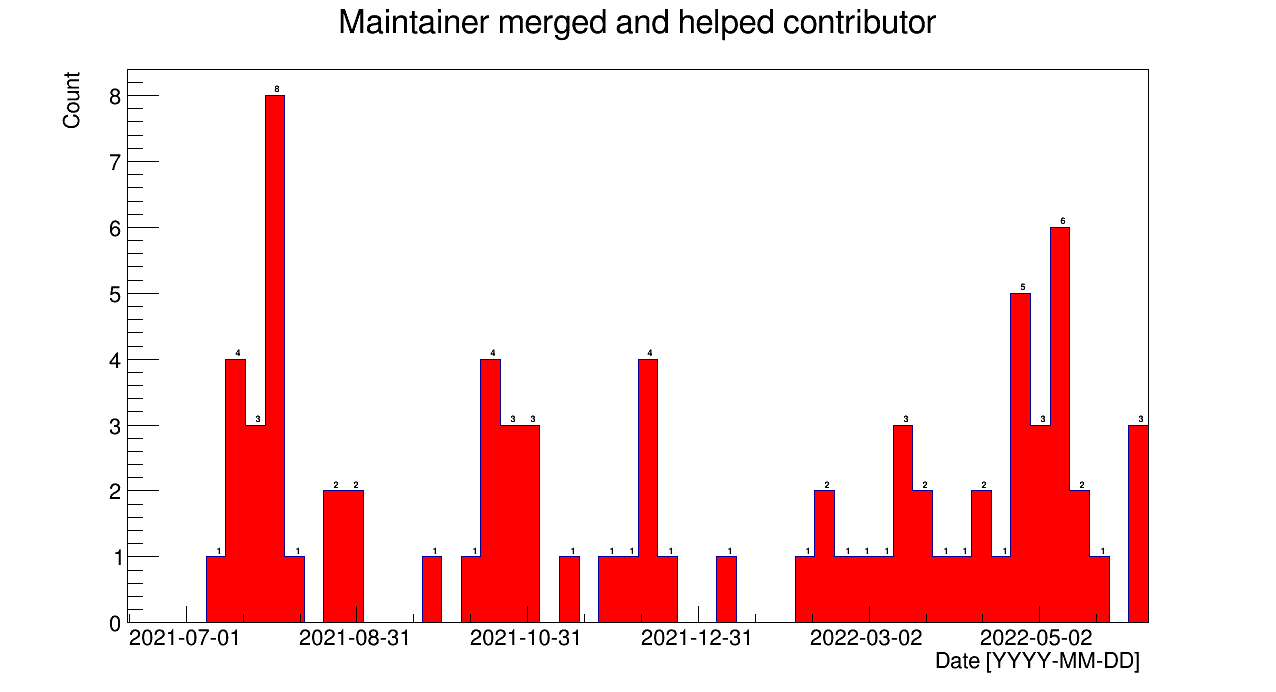 Maintainer merged and helped contributor
Count
8
7
6
5
4
3
2
1
0
1 4 3 8 1 2 2 1 1 4 3 3 1 1 1 4 1 1 1 2 1 1 1 3 2 1 1 2 1 5 3 6 2 1 3
2021-07-01 2021-08-31 2021-10-31 2021-12-31 2022-03-02 2022-05-02
Date [YYYY-MM-DD]